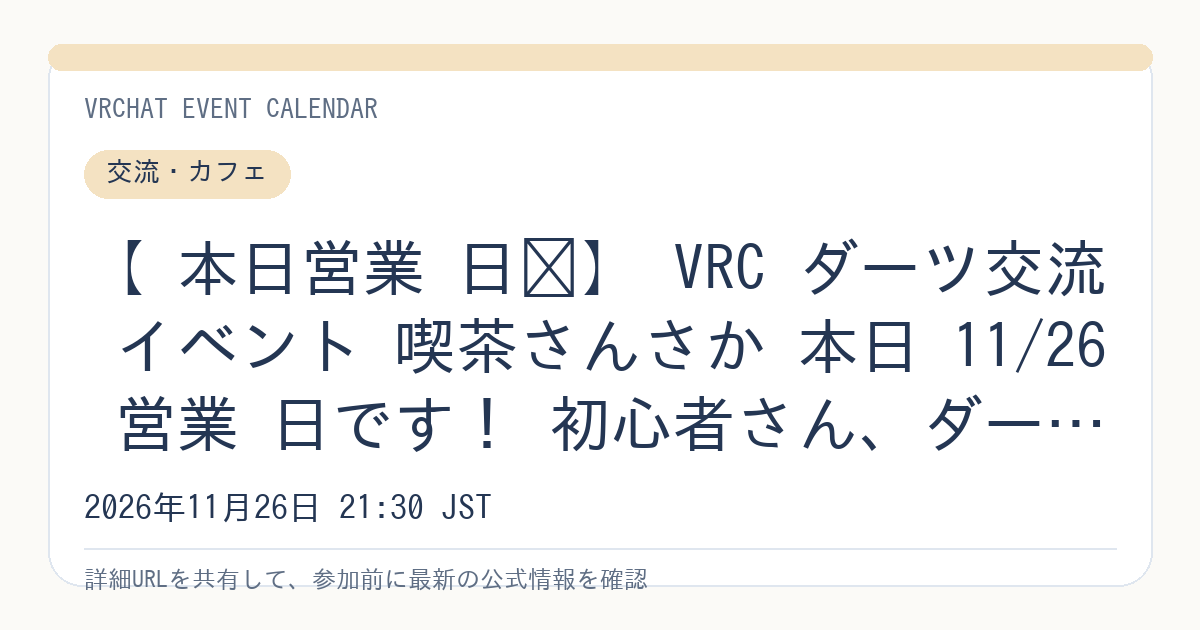 VRCHAT EVENT CALENDAR
交流・カフェ
【 本日営業 日】 VRC ダーツ交流
イベント 喫茶さんさか 本日 11/26
営業 日です！ 初心者さん、ダー…
2026年11月26日 21:30 JST
詳細URLを共有して、参加前に最新の公式情報を確認